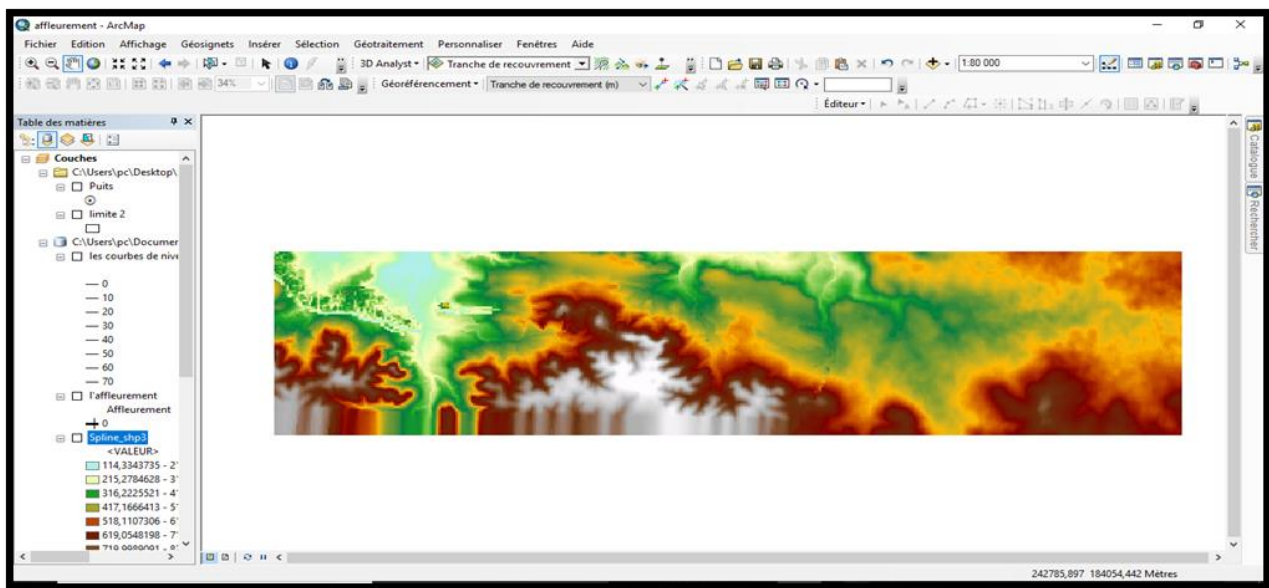 affleurement - ArcMap
Fichier Edition Affichage Géosignets Insérer Sélection Géotraitement Personnaliser Fenêtres Aide
3D Analyst Tranche de recouvrement 1:80 000
34% Géoréférencement Tranche de recouvrement (m)
Éditeur
Table des matières
Catalogue
Rechercher
Couches
C:\Users\pc\Desktop\
Puits
limite 2
C:\Users\pc\Documer
les courbes de nive
0
10
20
30
40
50
60
70
l'affleurement
Affleurement
0
Spline_shp3
<VALEUR>
114,3343735 - 2
215,2784628 - 3
316,2225521 - 4
417,1666413 - 5
518,1107306 - 6
619,0548198 - 7
242785,897 184054,442 Mètres